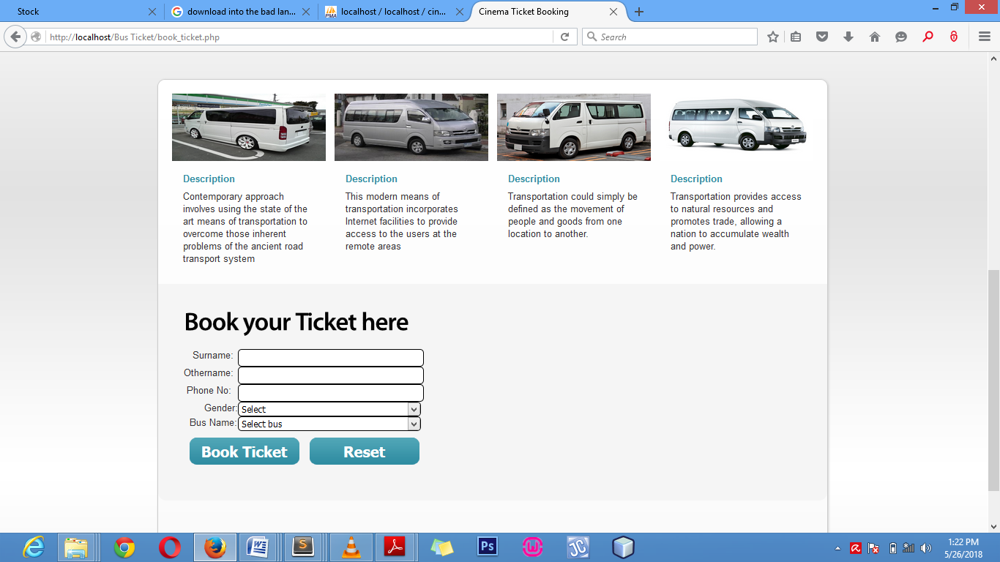 Stock
download into the bad lan...
localhost / localhost / cin...
Cinema Ticket Booking
http://localhost/Bus Ticket/book_ticket.php
Search
Description
Contemporary approach
involves using the state of the
art means of transportation to
overcome those inherent
problems of the ancient road
transport system
Description
This modern means of
transportation incorporates
Internet facilities to provide
access to the users at the
remote areas
Description
Transportation could simply be
defined as the movement of
people and goods from one
location to another.
Description
Transportation provides access
to natural resources and
promotes trade, allowing a
nation to accumulate wealth
and power.
Book your Ticket here
Surname:
Othername:
Phone No:
Gender: Select
Bus Name: Select bus
Book Ticket Reset
1:22 PM
5/26/2018